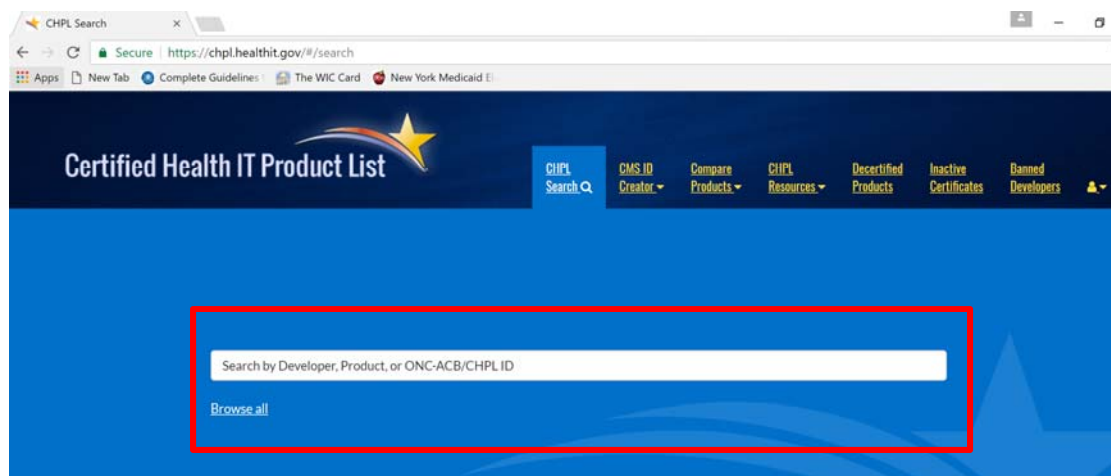 CHPL Search
Secure https://chpl.healthit.gov/#/search
Apps New Tab Complete Guidelines The WIC Card New York Medicaid E
Certified Health IT Product List
CHPL Search
CMS ID Creator
Compare Products
CHPL Resources
Decertified Products
Inactive Certificates
Banned Developers
Search by Developer, Product, or ONC-ACB/CHPL ID
Browse all